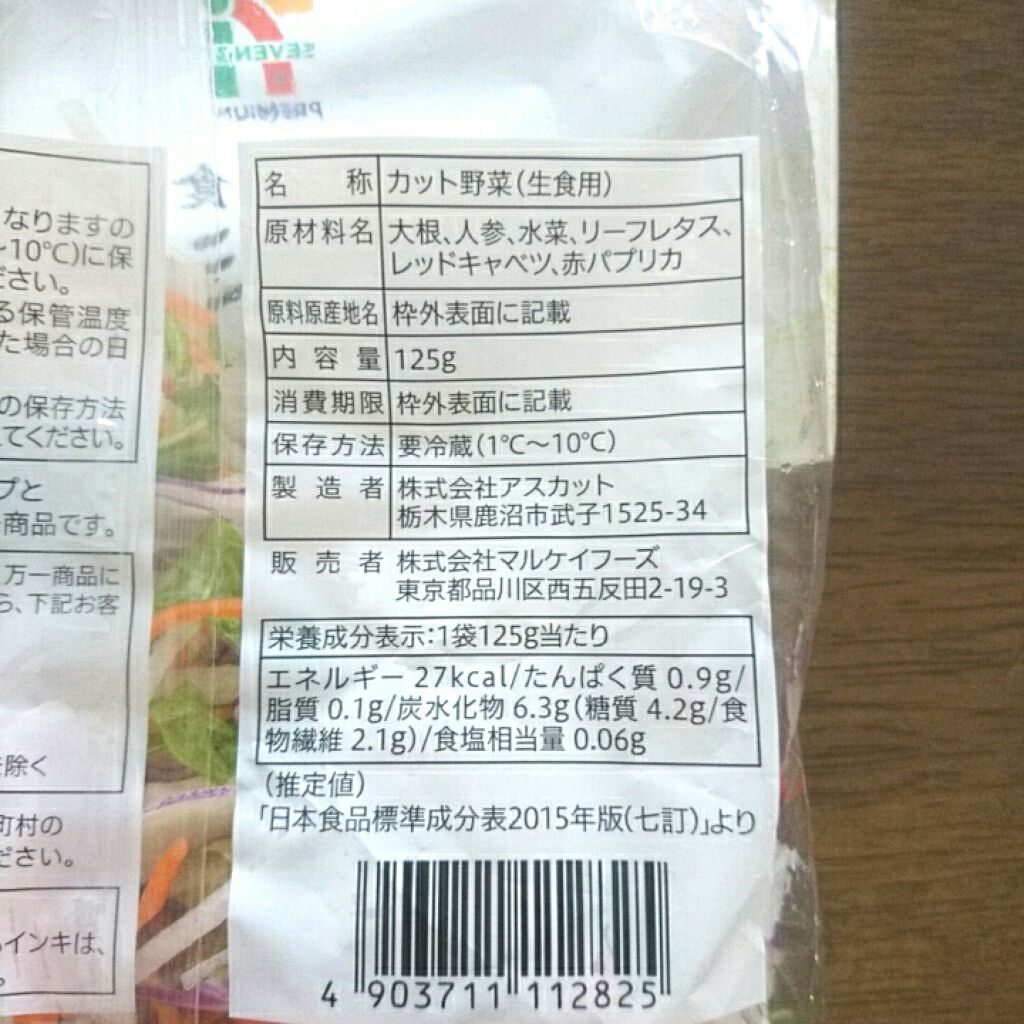 SEVEN
PREMIUM
食
なりますの
~10℃)に保
ださい。
る保管温度
た場合の日
の保存方法
てください。
プと
商品です。
万一商品に
ら、下記お客
を除く
町村の
ださい。
インキは、
名称 カット野菜(生食用)
原材料名 大根、人参、水菜、リーフレタス、
レッドキャベツ、赤パプリカ
原料原産地名 枠外表面に記載
内容量 125g
消費期限 枠外表面に記載
保存方法 要冷蔵(1℃~10℃)
製造者 株式会社アスカット
栃木県鹿沼市武子1525-34
販売者 株式会社マルケイフーズ
東京都品川区西五反田2-19-3
栄養成分表示:1袋125g当たり
エネルギー 27kcal/たんぱく質 0.9g/
脂質 0.1g/炭水化物 6.3g(糖質 4.2g/食
物繊維 2.1g)/食塩相当量 0.06g
(推定値)
「日本食品標準成分表2015年版(七訂)」より
4 903711 112825